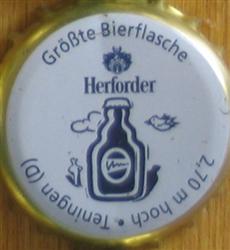 Größte Bierflasche
Herforder
2,70 m hoch • Teningen (D)